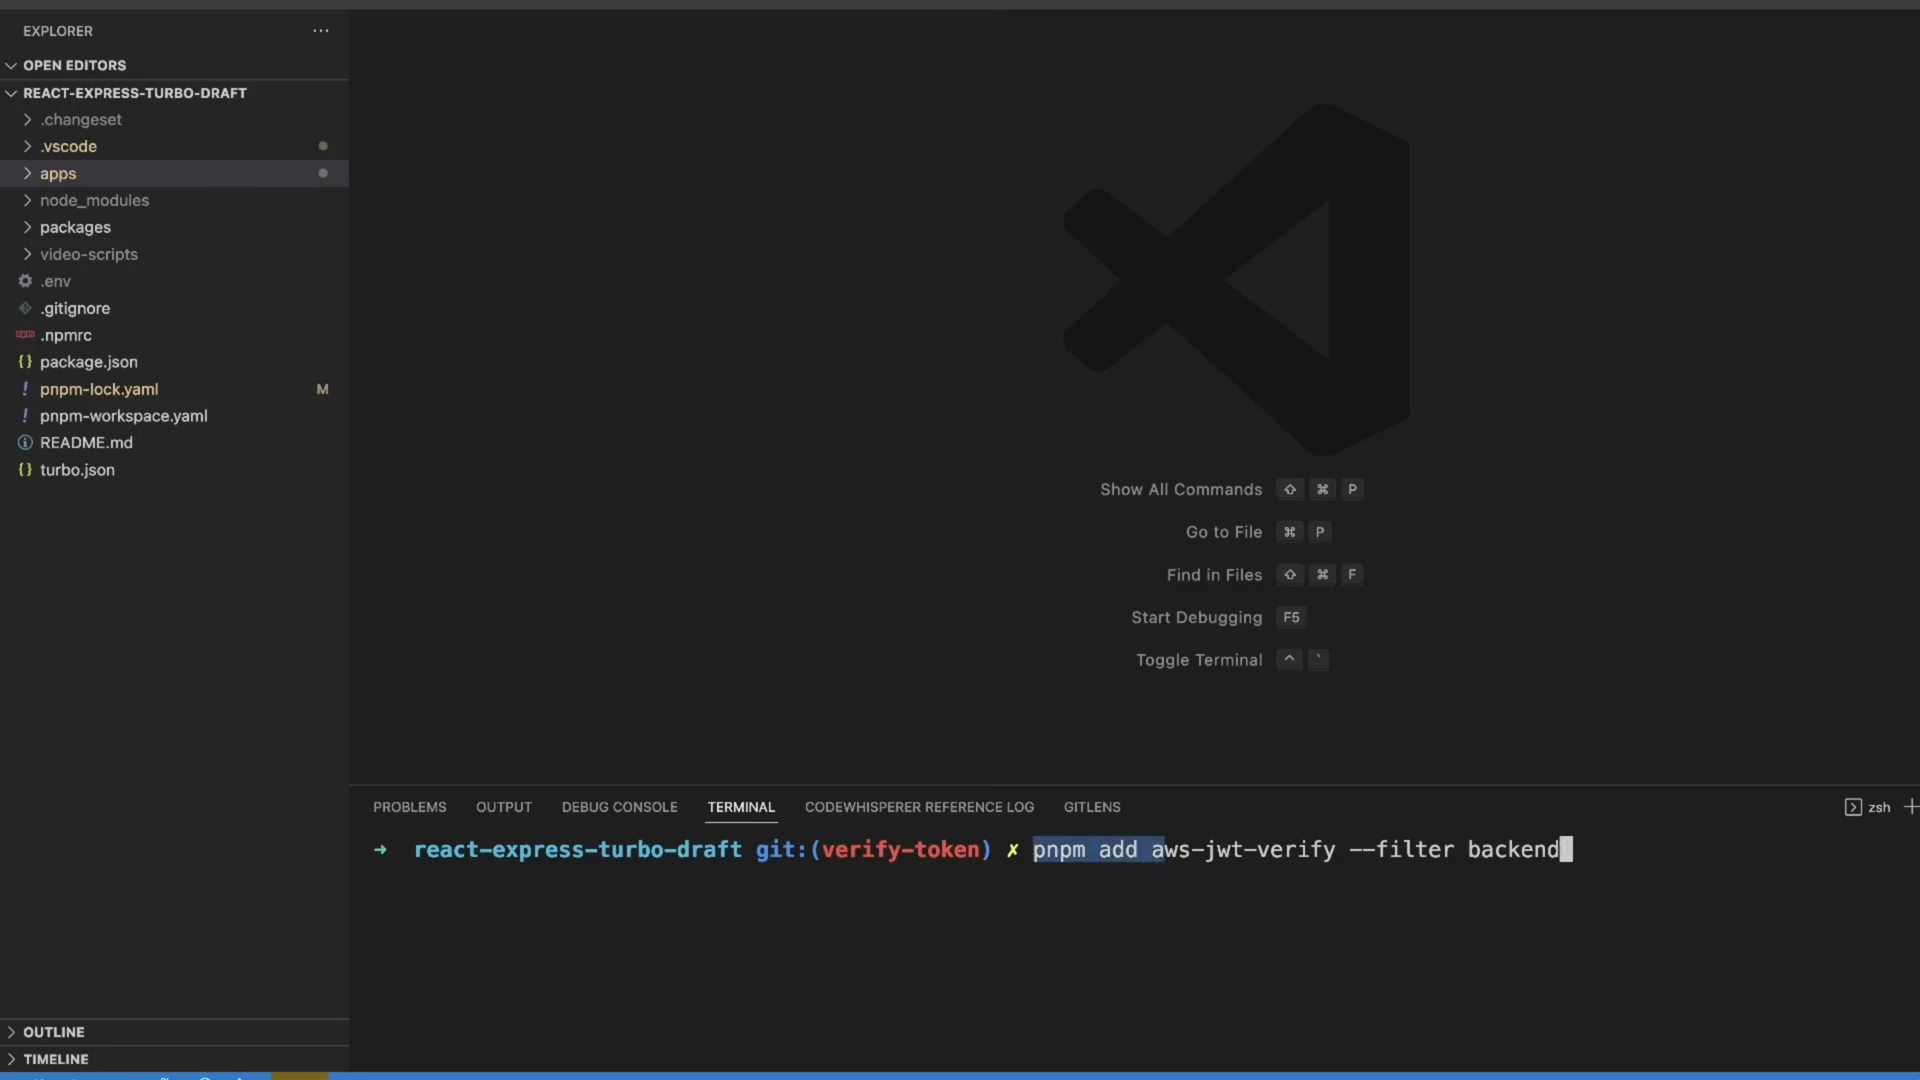 EXPLORER
OPEN EDITORS
REACT-EXPRESS-TURBO-DRAFT
.changeset
.vscode
apps
node_modules
packages
video-scripts
.env
.gitignore
.npmrc
package.json
pnpm-lock.yaml M
pnpm-workspace.yaml
README.md
turbo.json
Show All Commands ⇧ ⌘ P
Go to File ⌘ P
Find in Files ⇧ ⌘ F
Start Debugging F5
Toggle Terminal ^ `
PROBLEMS OUTPUT DEBUG CONSOLE TERMINAL CODEWHISPERER REFERENCE LOG GITLENS zsh
➜ react-express-turbo-draft git:(verify-token) ✗ pnpm add aws-jwt-verify --filter backend
OUTLINE
TIMELINE